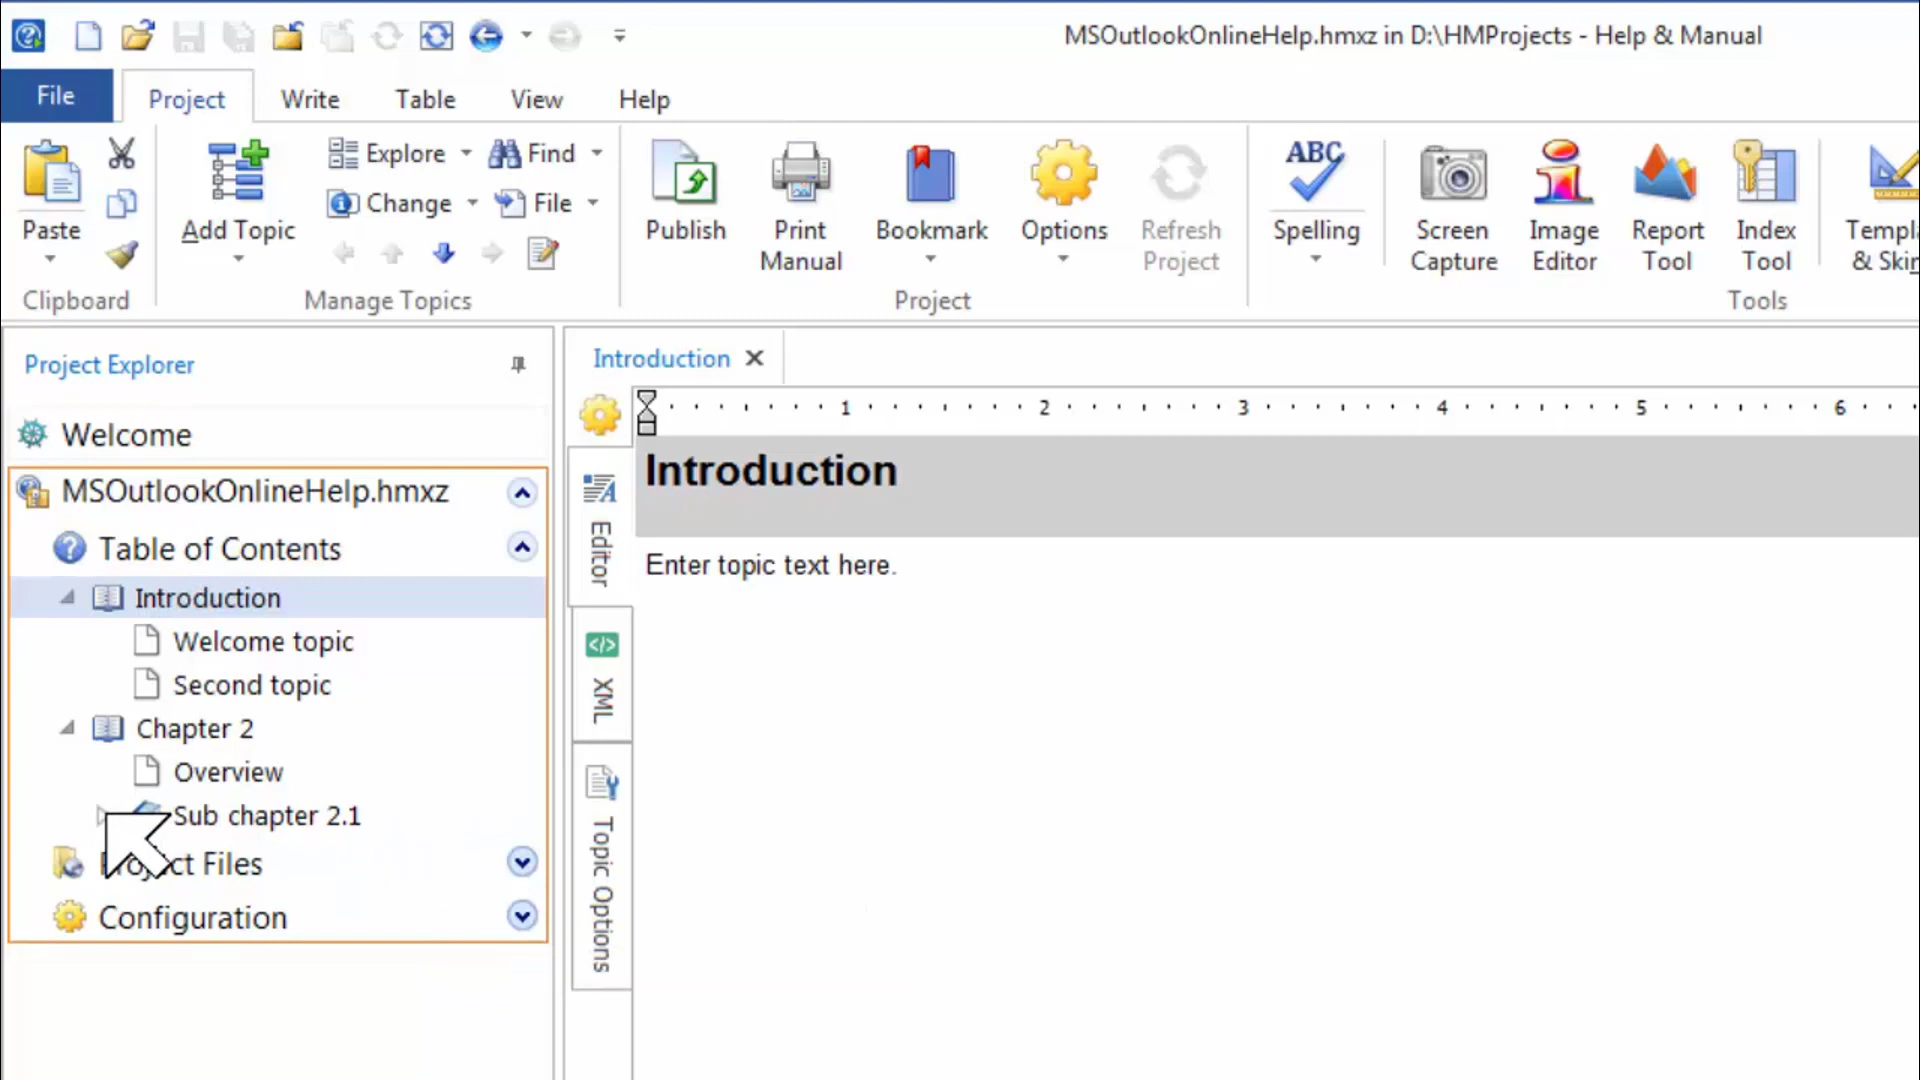 MSOutlookOnlineHelp.hmxz in D:\HMProjects - Help & Manual
File Project Write Table View Help
Paste
Clipboard
Add Topic
Explore Find
Change File
Manage Topics
Publish
Print Manual
Bookmark
Options
Refresh Project
Project
ABC
Spelling
Screen Capture
Image Editor
Report Tool
Index Tool
Tools
Project Explorer
Welcome
MSOutlookOnlineHelp.hmxz
Table of Contents
Introduction
Welcome topic
Second topic
Chapter 2
Overview
Sub chapter 2.1
Files
Configuration
Introduction
1 2 3 4 5 6
Editor
XML
Topic Options
Introduction
Enter topic text here.